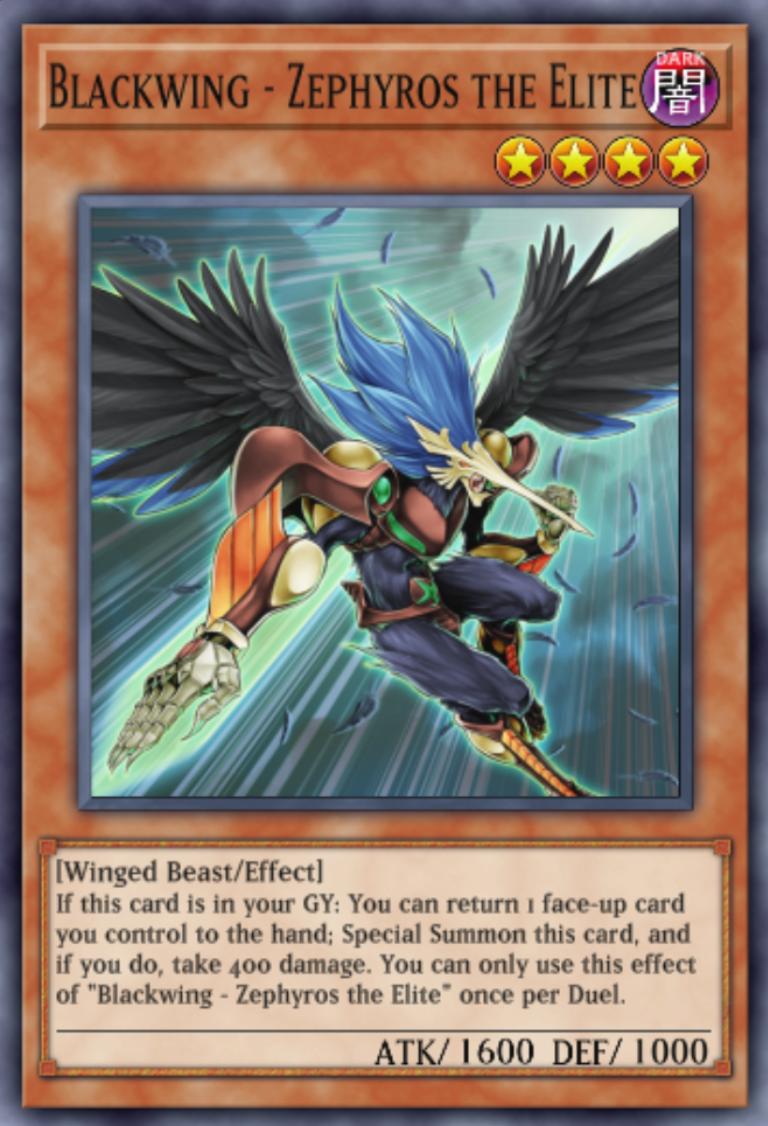 Blackwing - Zephyros the Elite
DARK
闇
[Winged Beast/Effect]
If this card is in your GY: You can return 1 face-up card
you control to the hand; Special Summon this card, and
if you do, take 400 damage. You can only use this effect
of "Blackwing - Zephyros the Elite" once per Duel.
ATK/ 1600 DEF/ 1000